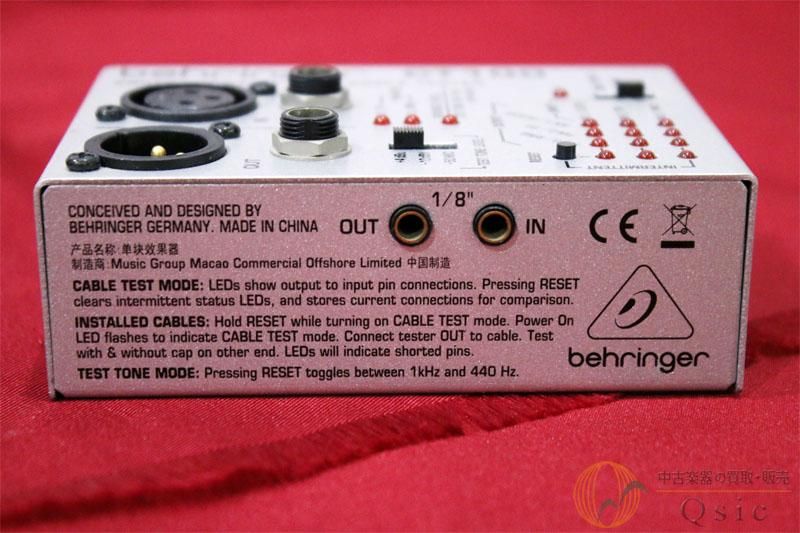 OUT
RESET
INTERMITTENT
TEST TONE LEVEL
1/8"
CONCEIVED AND DESIGNED BY
BEHRINGER GERMANY. MADE IN CHINA
OUT
IN
CE
产品名称:单块效果器
制造商:Music Group Macao Commercial Offshore Limited 中国制造
CABLE TEST MODE: LEDs show output to input pin connections. Pressing RESET
clears intermittent status LEDs, and stores current connections for comparison.
INSTALLED CABLES: Hold RESET while turning on CABLE TEST mode. Power On
LED flashes to indicate CABLE TEST mode. Connect tester OUT to cable. Test
with & without cap on other end. LEDs will indicate shorted pins.
TEST TONE MODE: Pressing RESET toggles between 1kHz and 440 Hz.
behringer
中古楽器の買取・販売
Qsic